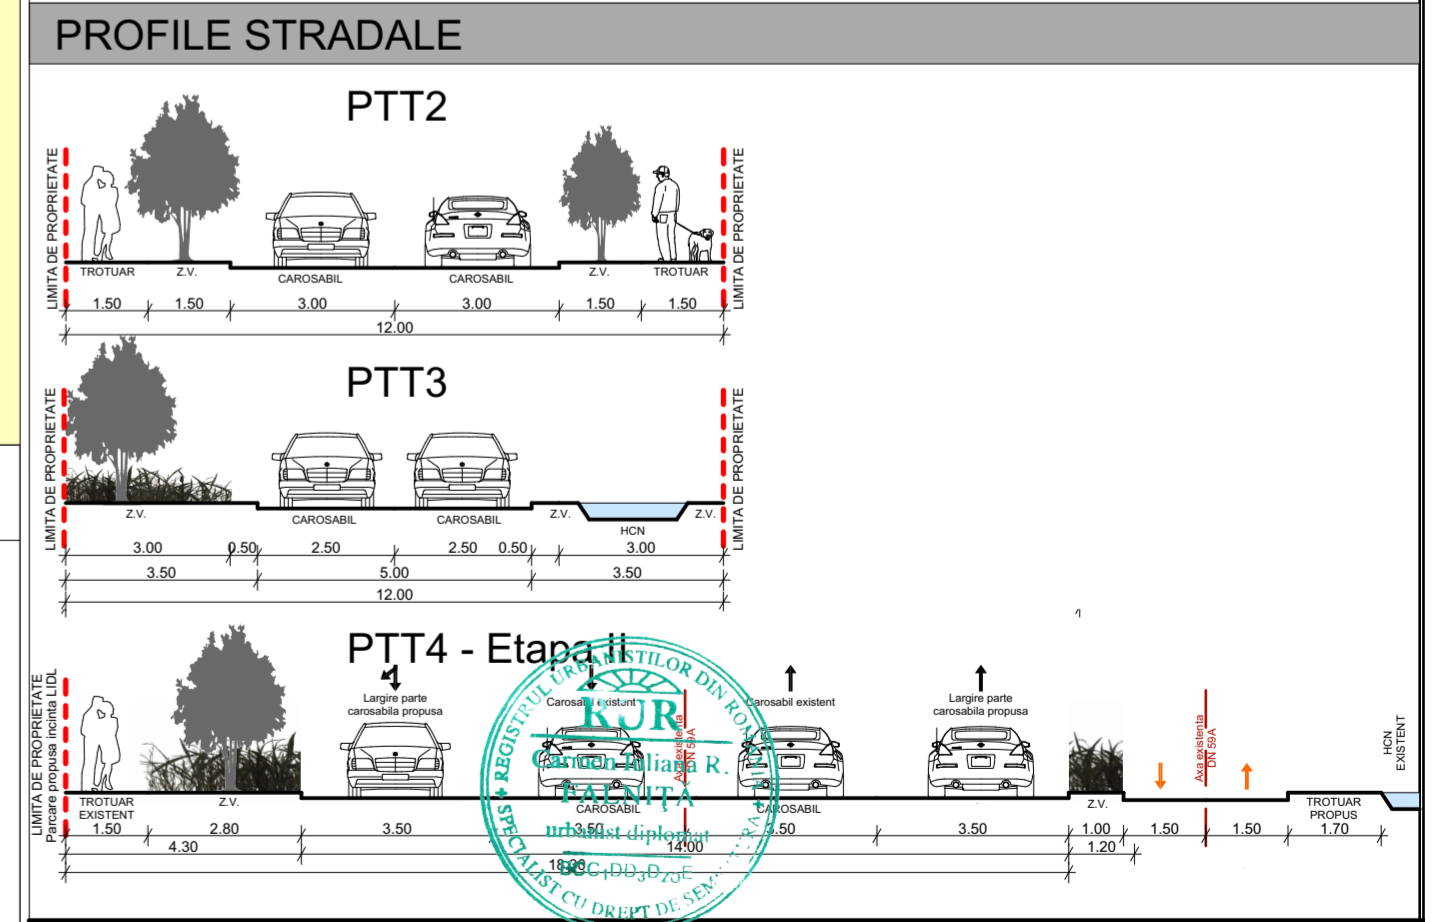 PROFILE STRADALE
PTT2
LIMITA DE PROPRIETATE
LIMITA DE PROPRIETATE
TROTUAR Z.V. CAROSABIL CAROSABIL Z.V. TROTUAR
1.50 1.50 3.00 3.00 1.50 1.50
12.00
PTT3
LIMITA DE PROPRIETATE
LIMITA DE PROPRIETATE
Z.V. CAROSABIL CAROSABIL Z.V. HCN Z.V.
3.00 0.50 2.50 2.50 0.50 3.00
3.50 5.00 3.50
12.00
PTT4 - Etapa II
LIMITA DE PROPRIETATE
Parcare propusa incinta LIDL
Largire parte
carosabila propusa
Carosabil existent
Carosabil existent
Largire parte
carosabila propusa
Axa existenta
DN 59A
Axa existenta
DN 59A
HCN
EXISTENT
TROTUAR
EXISTENT
Z.V.
CAROSABIL
CAROSABIL
Z.V.
TROTUAR
PROPUS
1.50 2.80 3.50 3.50 3.50 3.50 1.00 1.50 1.50 1.70
4.30 14.00 1.20
REGISTRUL URBANISTILOR DIN ROMANIA
RUR
Carmen Iuliana R.
FALNIȚĂ
urbanist diplomat
SPECIALIST CU DREPT DE SEMNATURA